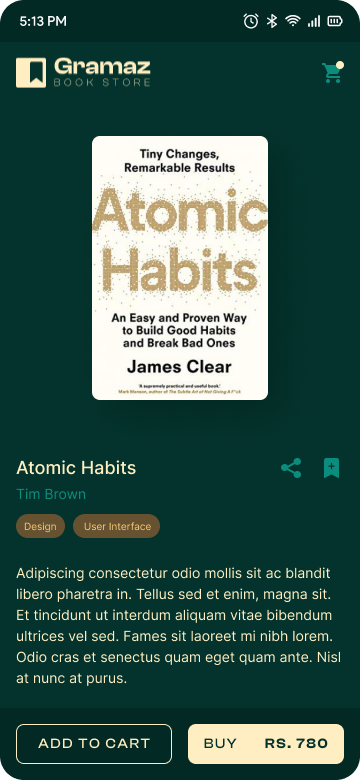 5:13 PM
Gramaz
BOOK STORE
Tiny Changes,
Remarkable Results
Atomic
Habits
An Easy and Proven Way
to Build Good Habits
and Break Bad Ones
James Clear
'A supremely practical and useful book.'
Mark Manson, author of The Subtle Art of Not Giving A F*ck
Atomic Habits
Tim Brown
Design
User Interface
Adipiscing consectetur odio mollis sit ac blandit
libero pharetra in. Tellus sed et enim, magna sit.
Et tincidunt ut interdum aliquam vitae bibendum
ultrices vel sed. Fames sit laoreet mi nibh lorem.
Odio cras et senectus quam eget quam ante. Nisl
at nunc at purus.
ADD TO CART
BUY RS. 780